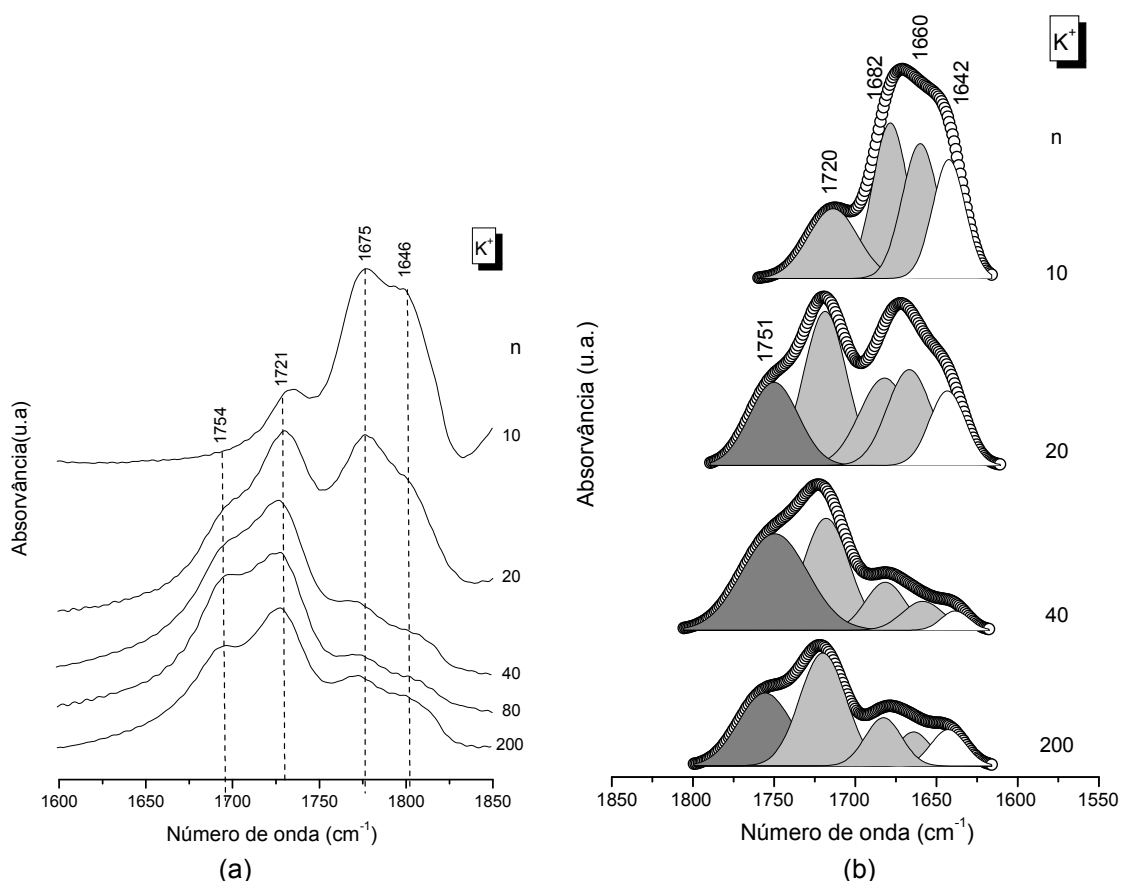 K+
n
1754
1721
1675
1646
10
20
40
80
200
Absorvância(u.a)
1600 1650 1700 1750 1800 1850
Número de onda (cm-1)
(a)
K+
n
1720
1682
1660
1642
10
1751
20
40
200
Absorvância (u.a.)
1850 1800 1750 1700 1650 1600 1550
Número de onda (cm-1)
(b)